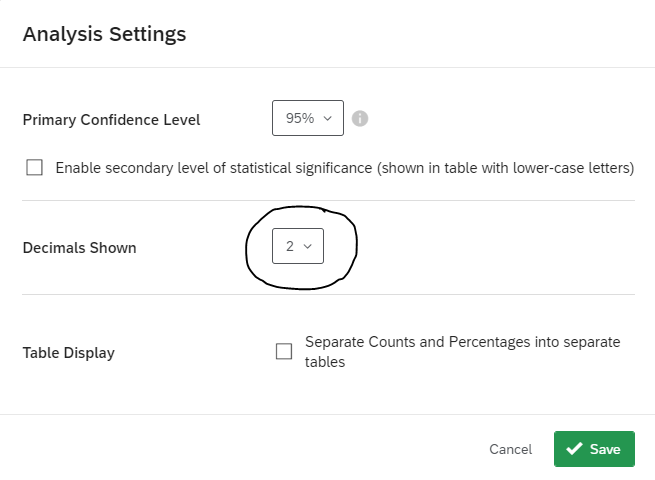 Analysis Settings
Primary Confidence Level
95%
Enable secondary level of statistical significance (shown in table with lower-case letters)
Decimals Shown
2
Table Display
Separate Counts and Percentages into separate
tables
Cancel
Save